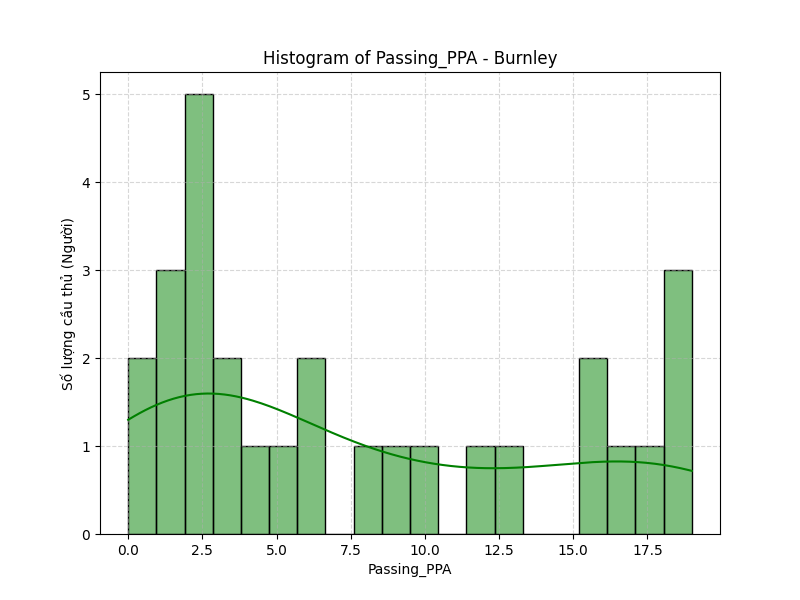 Histogram of Passing_PPA - Burnley
Số lượng cầu thủ (Người)
5
4
3
2
1
0
0.0 2.5 5.0 7.5 10.0 12.5 15.0 17.5
Passing_PPA